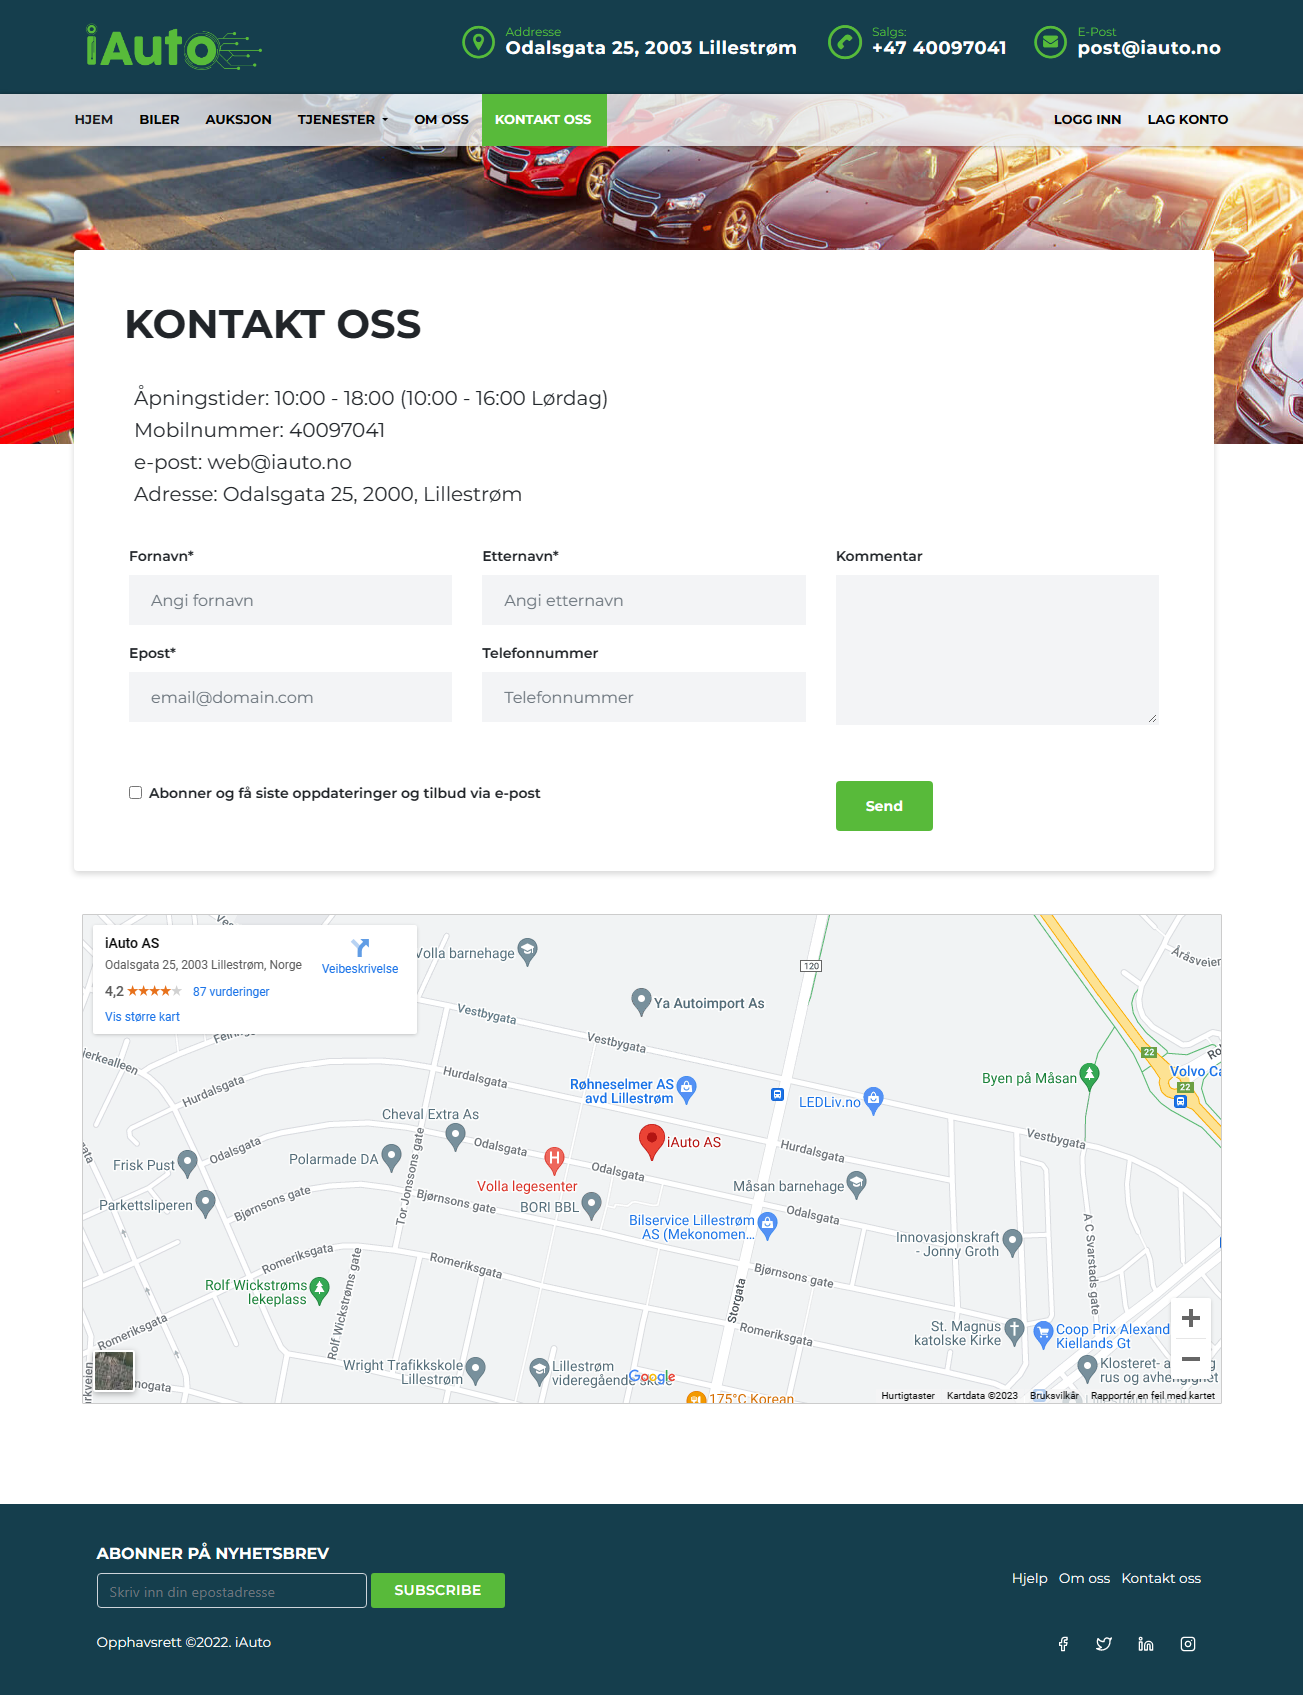 iAuto
Addresse
Odalsgata 25, 2003 Lillestrøm
Salgs:
+47 40097041
E-Post
post@iauto.no
HJEM
BILER
AUKSJON
TJENESTER
OM OSS
KONTAKT OSS
LOGG INN
LAG KONTO
KONTAKT OSS
Åpningstider: 10:00 - 18:00 (10:00 - 16:00 Lørdag)
Mobilnummer: 40097041
e-post: web@iauto.no
Adresse: Odalsgata 25, 2000, Lillestrøm
Fornavn*
Etternavn*
Kommentar
Angi fornavn
Angi etternavn
Epost*
Telefonnummer
email@domain.com
Telefonnummer
Abonner og få siste oppdateringer og tilbud via e-post
Send
iAuto AS
Odalsgata 25, 2003 Lillestrøm, Norge
Veibeskrivelse
4,2
87 vurderinger
Vis større kart
Volla barnehage
120
Ya Autoimport As
Vestbygata
Vestbygata
22
Volvo Ca
22
Hurdalsgata
Hurdalsgata
Røhneselmer AS
avd Lillestrøm
LEDLiv.no
Byen på Måsan
Cheval Extra As
Odalsgata
iAuto AS
Hurdalsgata
Vestbygata
Odalsgata
Polarmade DA
Frisk Pust
Volla legesenter
H
Odalsgata
Måsan barnehage
Parkettsliperen
Bjørnsons gate
Tor Jonssons gate
Bjørnsons gate
BORI BBL
Odalsgata
Bilservice Lillestrøm
AS (Mekonomen...
Innovasjonskraft
- Jonny Groth
A C Svarstads gate
Romeriksgata
Romeriksgata
Bjørnsons gate
Rolf Wickstrøms
lekeplass
Rolf Wickstrøms gate
Storgata
Romeriksgata
Romeriksgata
St. Magnus
katolske Kirke
Coop Prix Alexand
Kiellands Gt
Wright Trafikkskole
Lillestrøm
Lillestrøm
videregående skole
Google
175°C Korean
Klosteret- a
rus og avhengighet
Hurtigtaster
Kartdata ©2023
Bruksvilkår
Rapportér en feil med kartet
ABONNER PÅ NYHETSBREV
Skriv inn din epostadresse
SUBSCRIBE
Hjelp
Om oss
Kontakt oss
Opphavsrett ©2022. iAuto